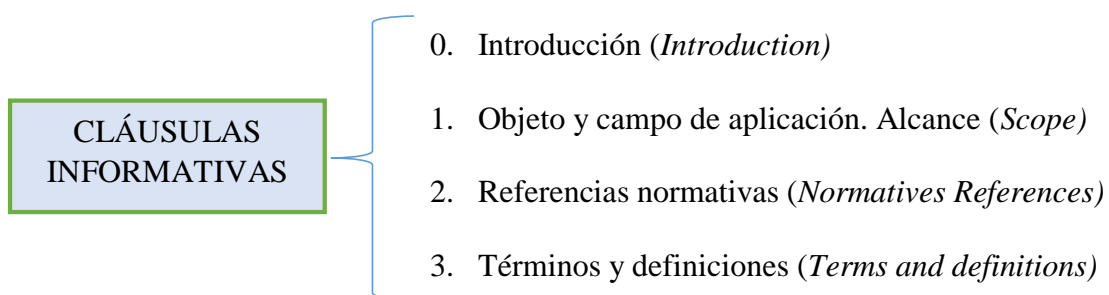 CLÁUSULAS
INFORMATIVAS
0. Introducción (Introduction)
1. Objeto y campo de aplicación. Alcance (Scope)
2. Referencias normativas (Normatives References)
3. Términos y definiciones (Terms and definitions)